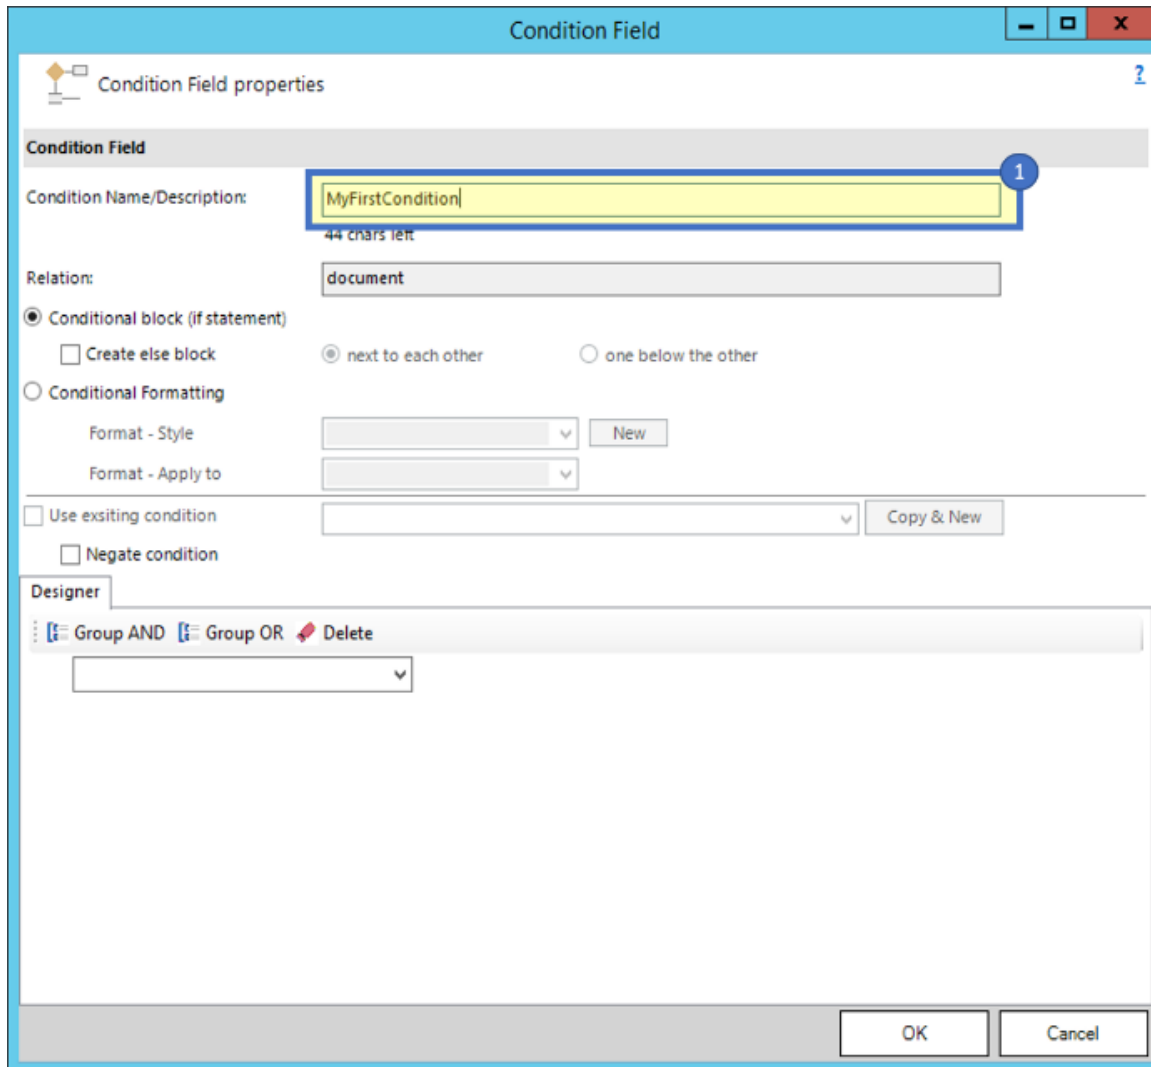 Condition Field
Condition Field properties
?
Condition Field
1
Condition Name/Description: MyFirstCondition
44 chars left
Relation: document
Conditional block (if statement)
Create else block next to each other one below the other
Conditional Formatting
Format - Style New
Format - Apply to
Use exsiting condition Copy & New
Negate condition
Designer
Group AND Group OR Delete
OK Cancel